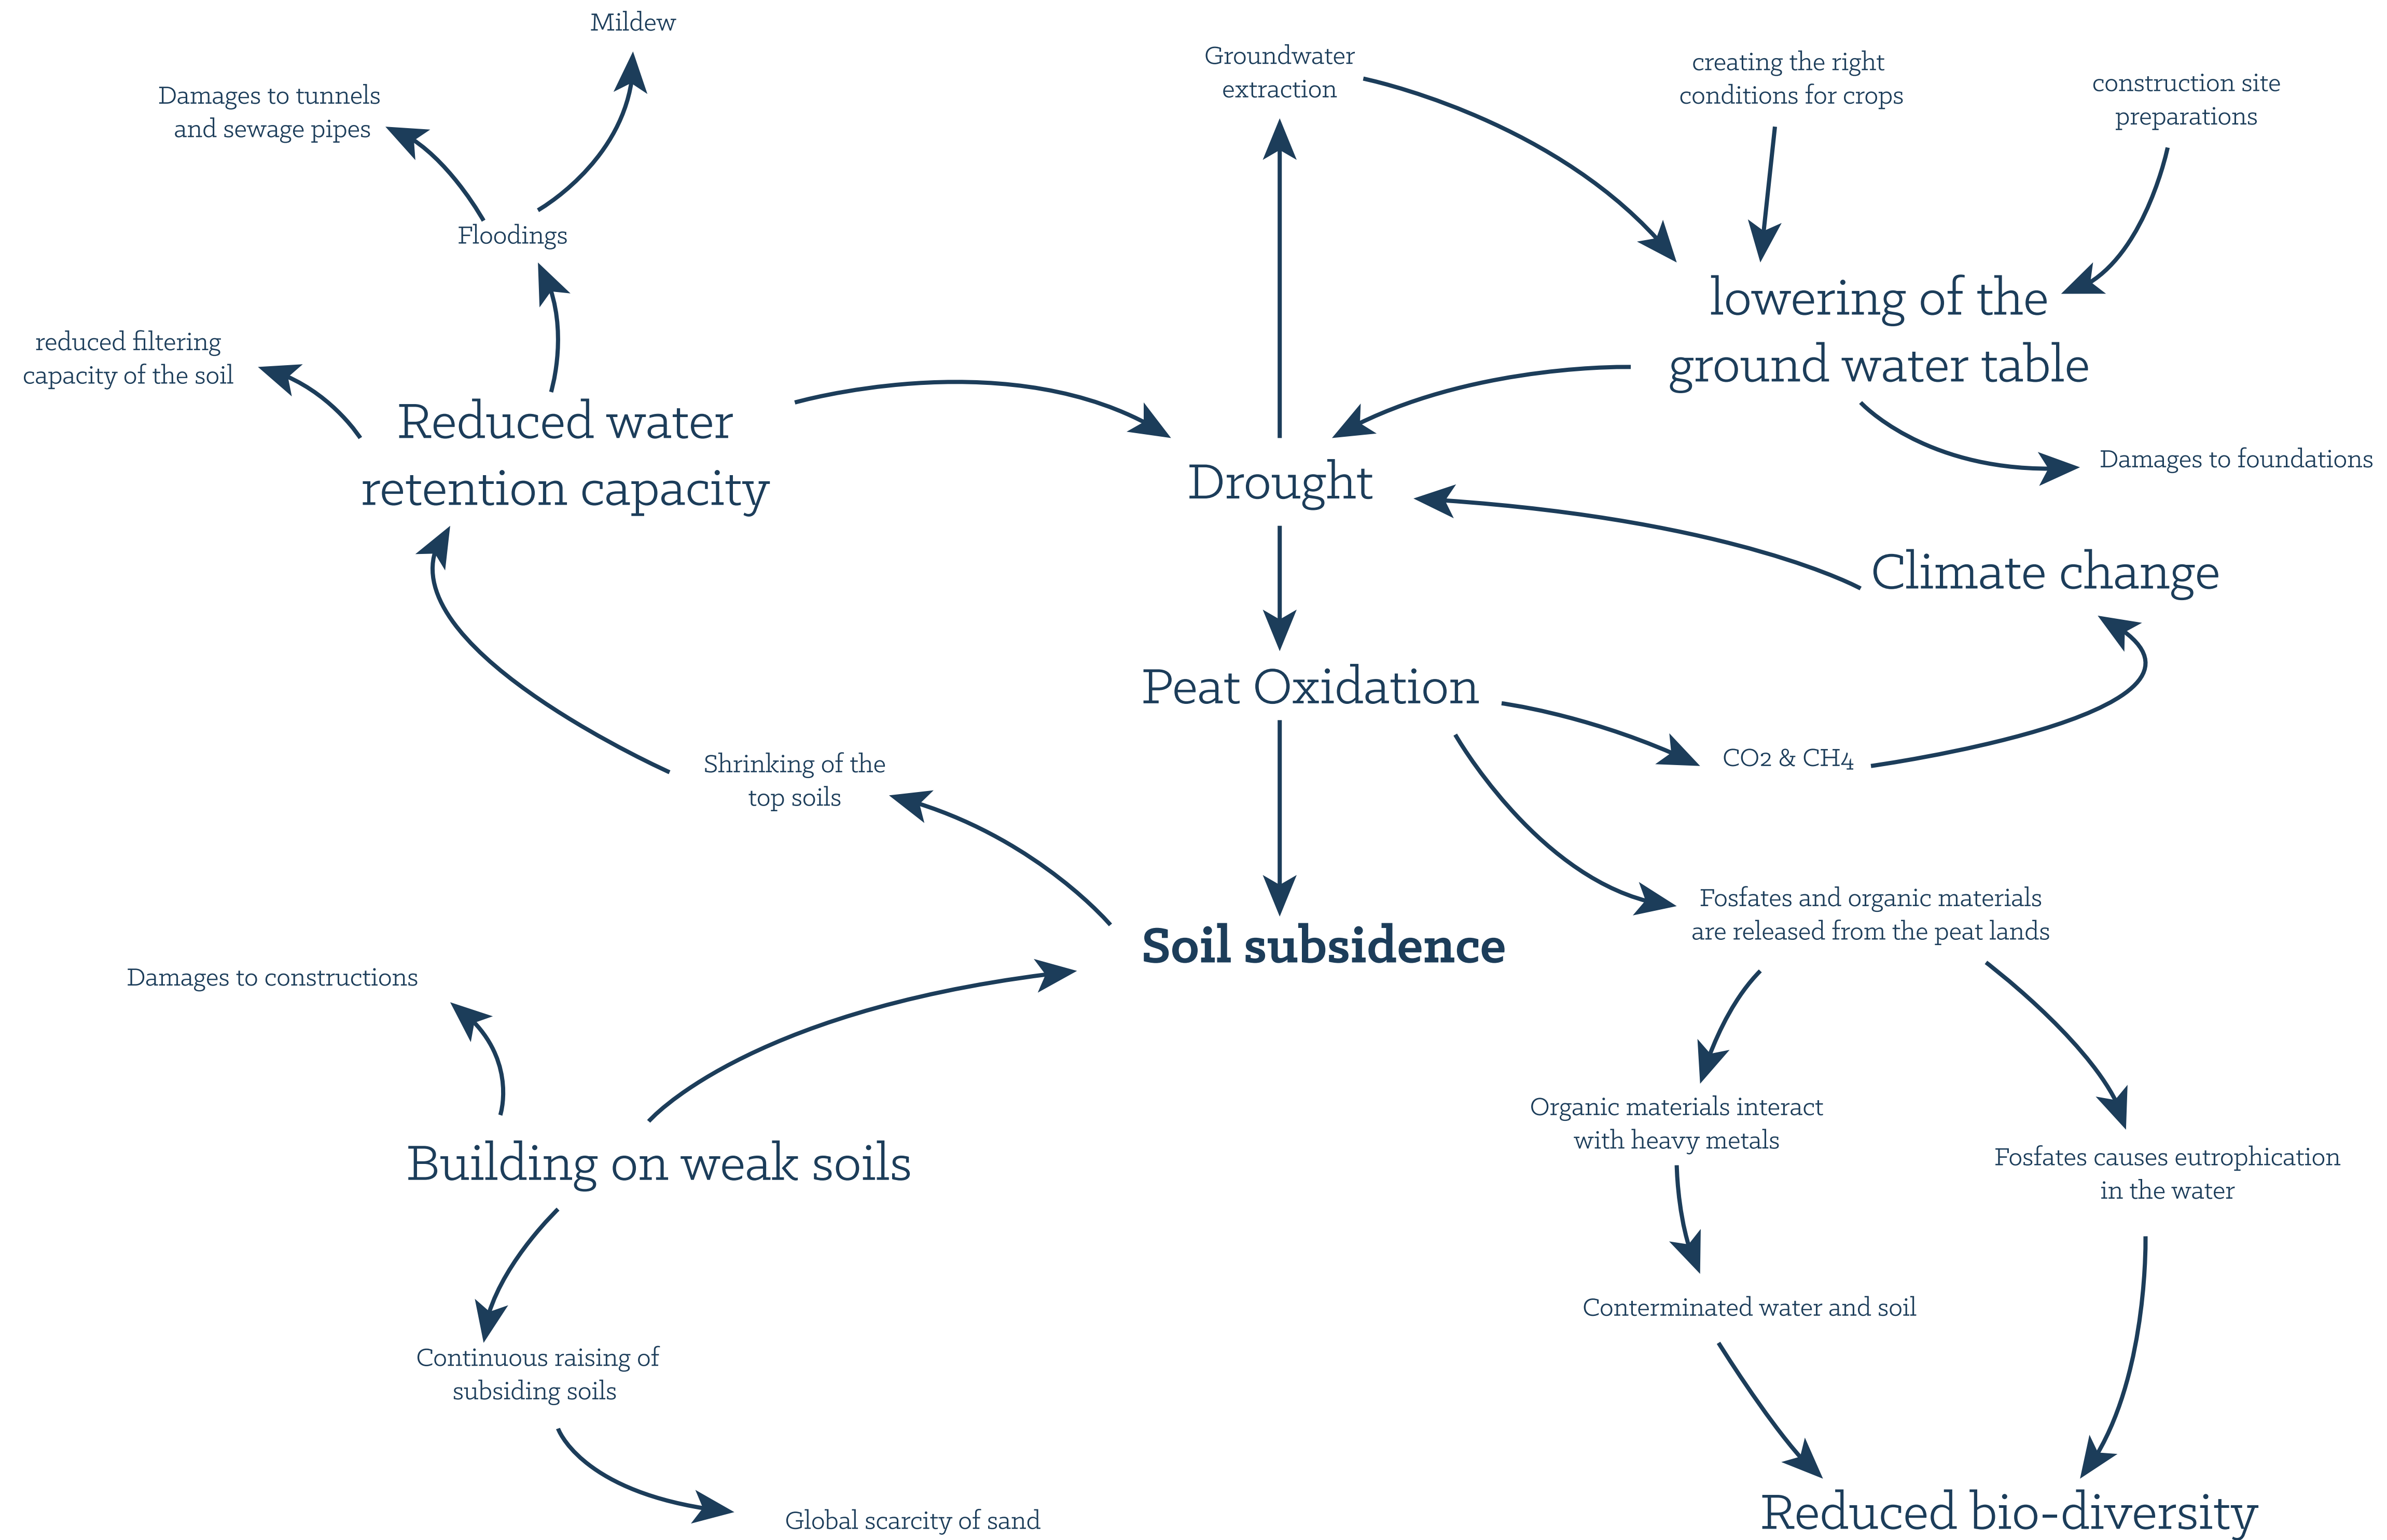 Mildew
Damages to tunnels
and sewage pipes
Floodings
reduced filtering
capacity of the soil
Reduced water
retention capacity
Groundwater
extraction
creating the right
conditions for crops
construction site
preparations
lowering of the
ground water table
Damages to foundations
Drought
Climate change
Peat Oxidation
CO2 & CH4
Shrinking of the
top soils
Soil subsidence
Fosfates and organic materials
are released from the peat lands
Damages to constructions
Building on weak soils
Organic materials interact
with heavy metals
Fosfates causes eutrophication
in the water
Conterminated water and soil
Continuous raising of
subsiding soils
Global scarcity of sand
Reduced bio-diversity